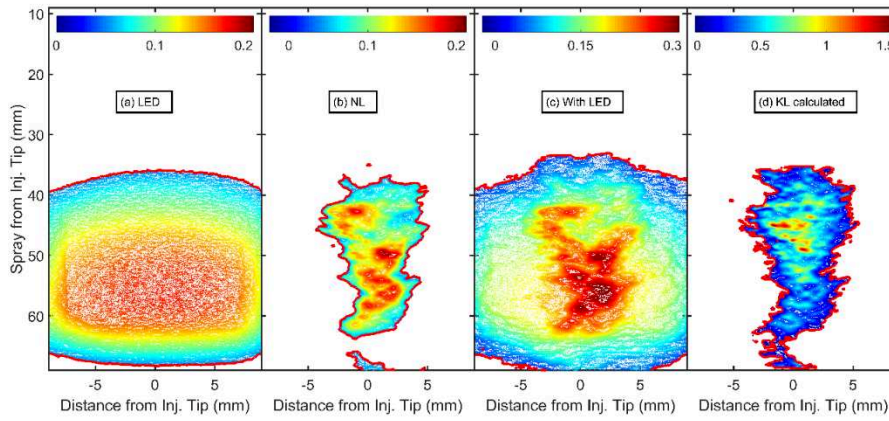 10
20
30
40
50
60
Spray from Inj. Tip (mm)
0 0.1 0.2
(a) LED
-5 0 5
Distance from Inj. Tip (mm)
0 0.1 0.2
(b) NL
-5 0 5
Distance from Inj. Tip (mm)
0 0.15 0.3
(c) With LED
-5 0 5
Distance from Inj. Tip (mm)
0 0.5 1 1.5
(d) KL calculated
-5 0 5
Distance from Inj. Tip (mm)